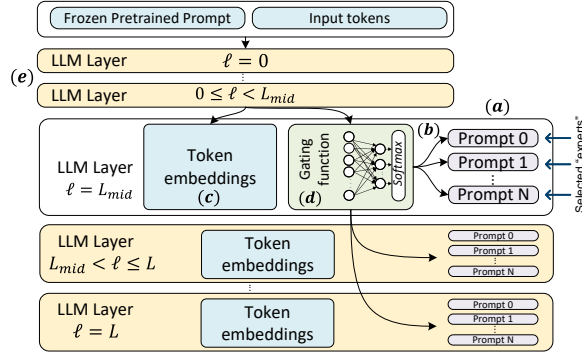 Frozen Pretrained Prompt
Input tokens
(e)
LLM Layer
ℓ = 0
⋮
LLM Layer
0 ≤ ℓ < L_mid
(a)
(b)
LLM Layer
ℓ = L_mid
Token
embeddings
(c)
Gating
function
(d)
Softmax
Prompt 0
Prompt 1
⋮
Prompt N
Selected “experts”
LLM Layer
L_mid < ℓ ≤ L
Token
embeddings
Prompt 0
Prompt 1
Prompt N
LLM Layer
ℓ = L
Token
embeddings
Prompt 0
Prompt 1
Prompt N